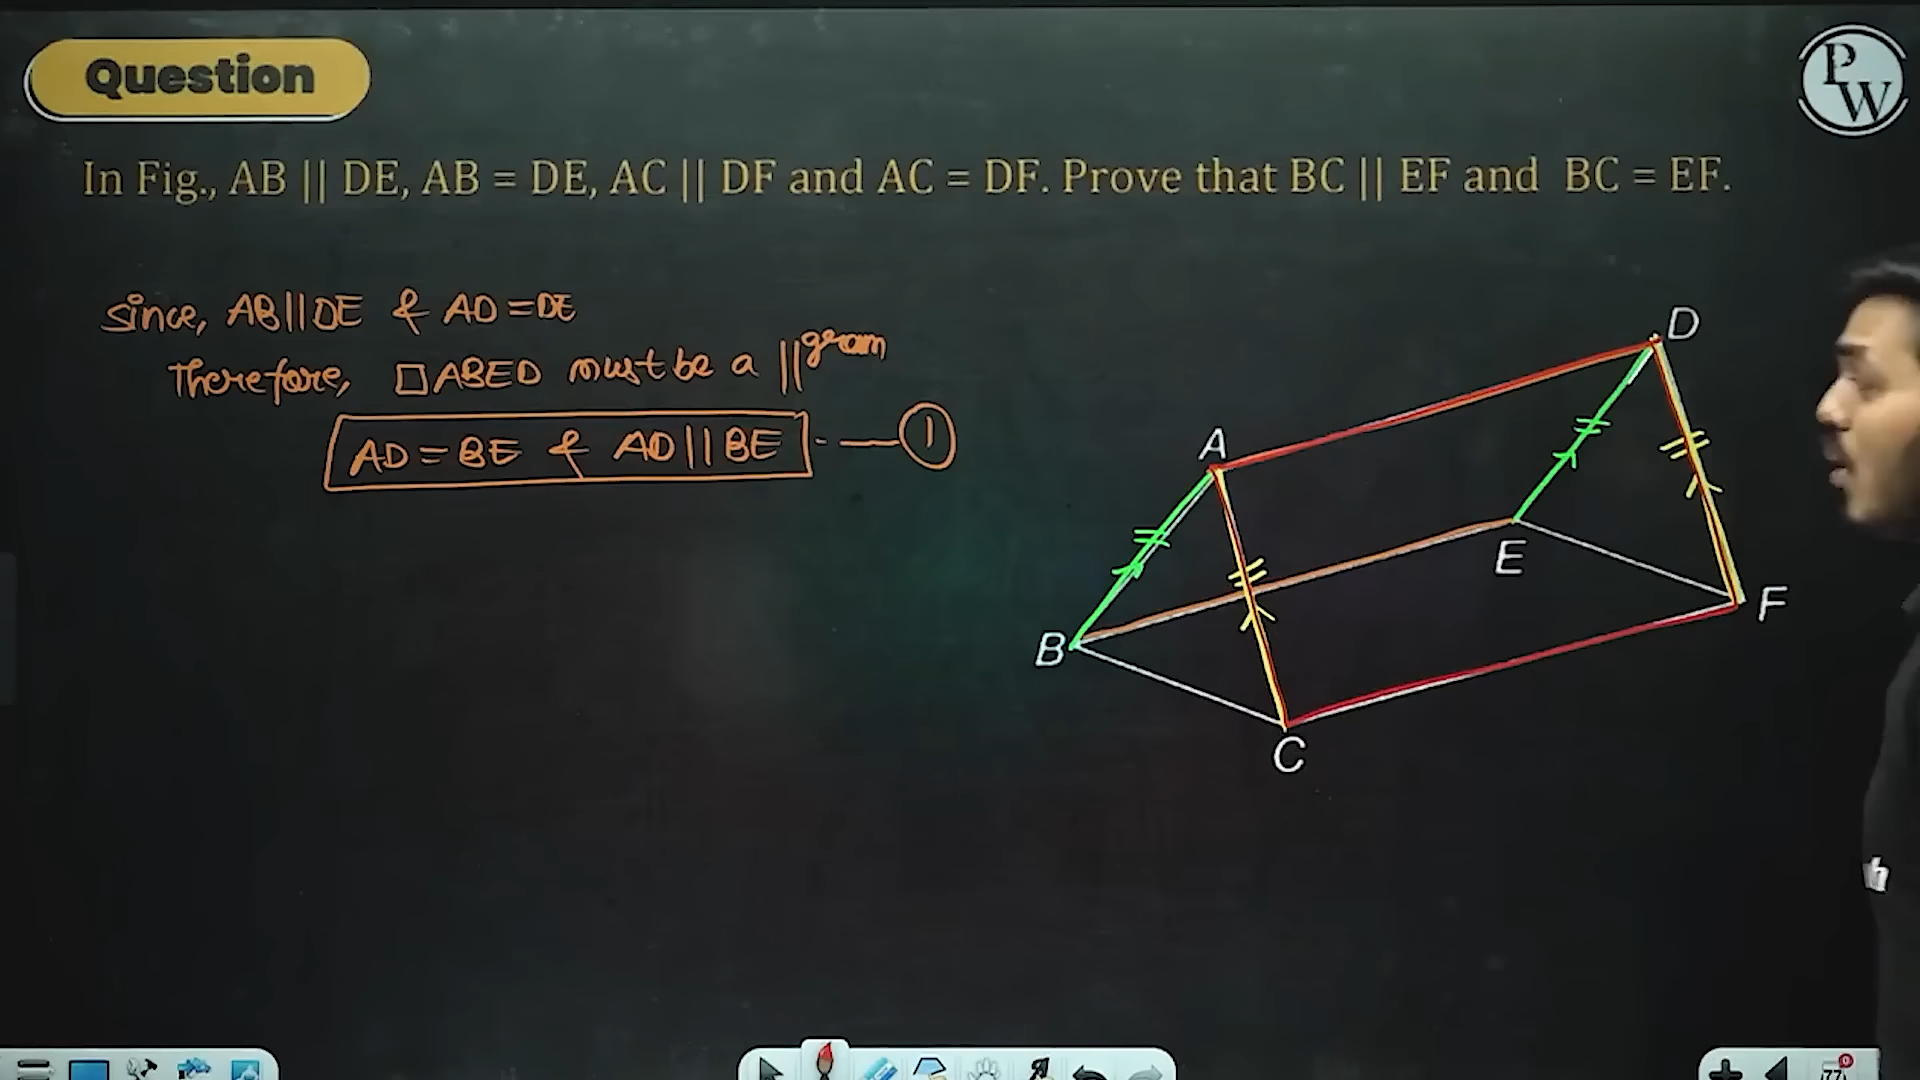 Question
PW
In Fig., AB || DE, AB = DE, AC || DF and AC = DF. Prove that BC || EF and BC = EF.
since, AB||DE & AD=DE
Therefore, □ABED must be a ||gram
AD=BE & AD||BE — ①
D
A
E
F
B
C